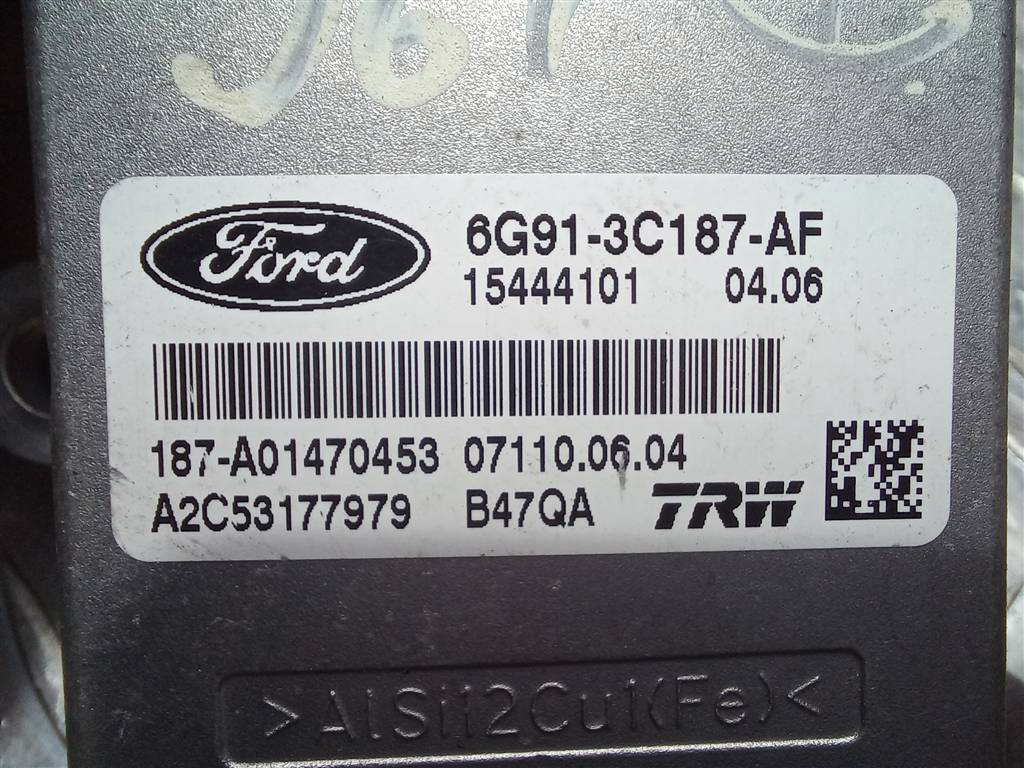 Ford
6G91-3C187-AF
15444101 04.06
187-A01470453 07110.06.04
A2C53177979 B47QA TRW
>AlSi12Cu1(Fe)<